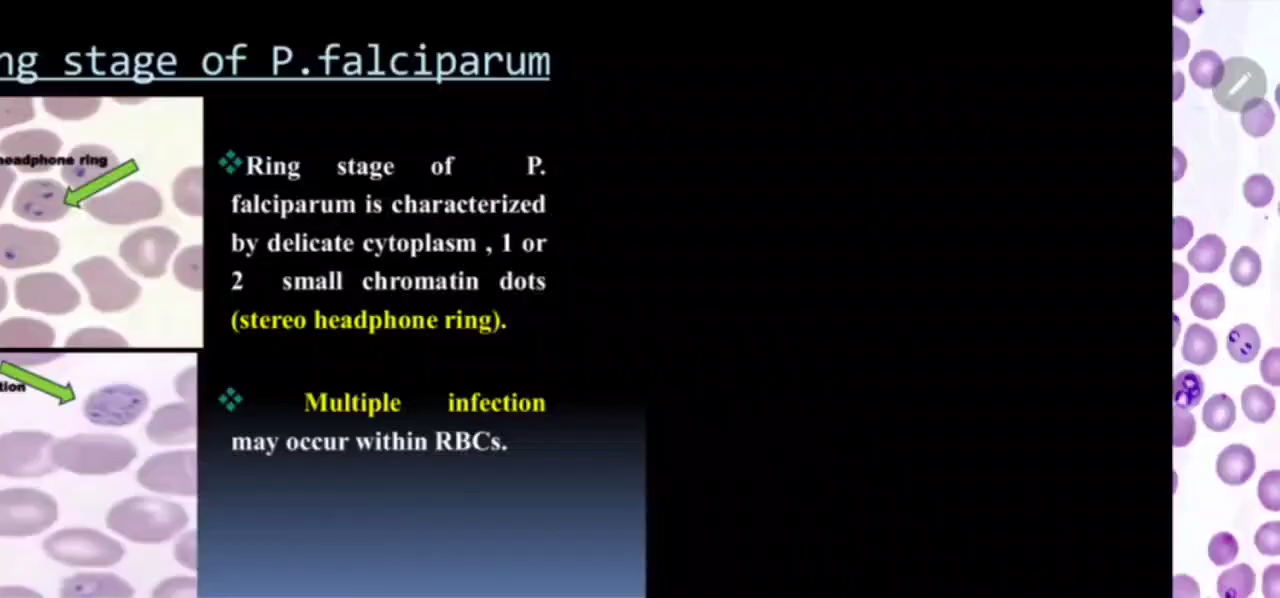 ng stage of P.falciparum
headphone ring
Ring stage of P.
falciparum is characterized
by delicate cytoplasm , 1 or
2 small chromatin dots
(stereo headphone ring).
tion
Multiple infection
may occur within RBCs.